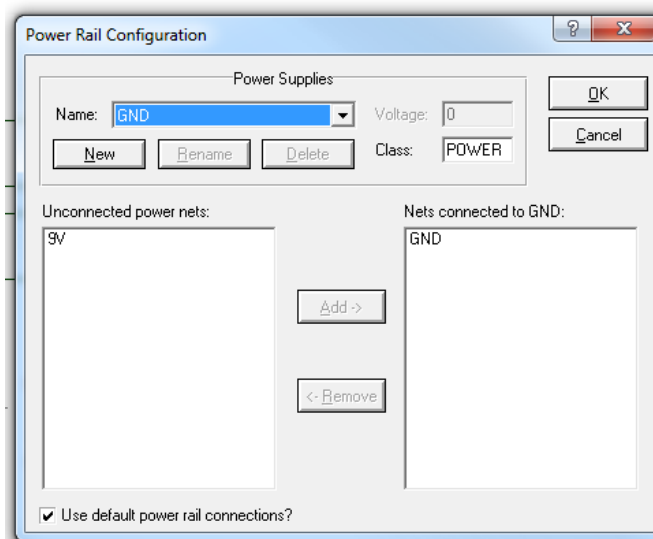 Power Rail Configuration
Power Supplies
Name: GND Voltage: 0
New Rename Delete Class: POWER
OK
Cancel
Unconnected power nets:
9V
Add ->
<- Remove
Nets connected to GND:
GND
Use default power rail connections?